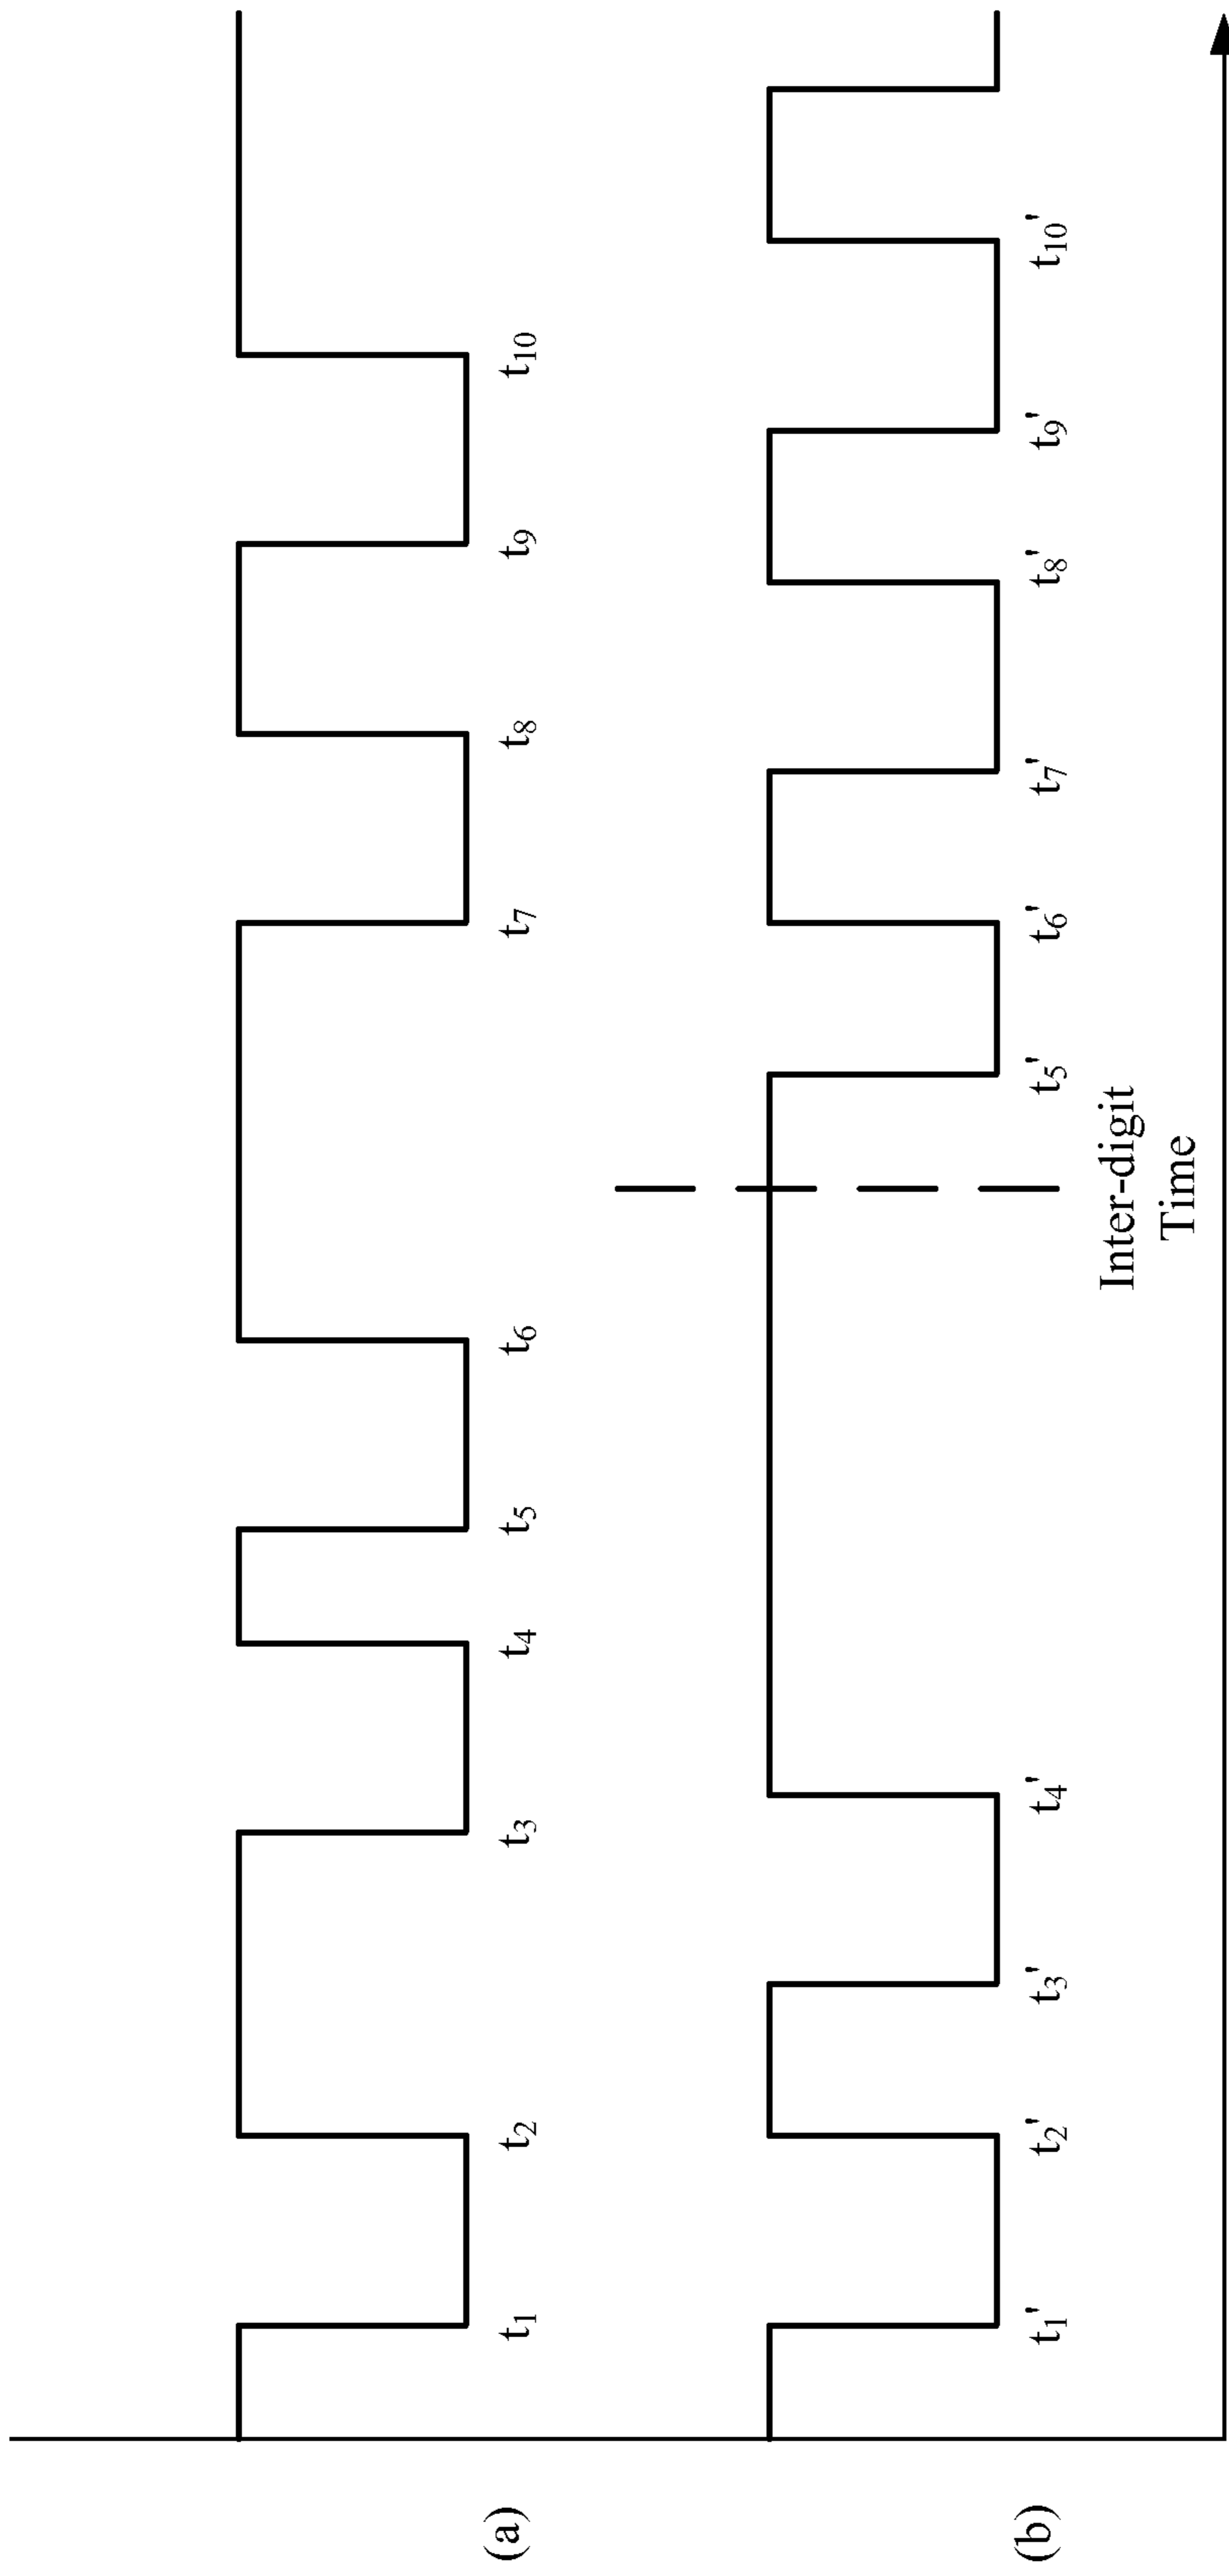 (a)
t₁ t₂ t₃ t₄ t₅ t₆ t₇ t₈ t₉ t₁₀
(b)
t₁' t₂' t₃' t₄' t₅' t₆' t₇' t₈' t₉' t₁₀'
Inter-digit
Time